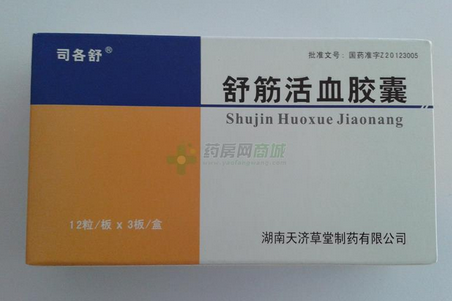 司各舒®
批准文号：国药准字Z20123005
舒筋活血胶囊
Shujin Huoxue Jiaonang
药房网商城
12粒/板 x 3板/盒
湖南天济草堂制药有限公司